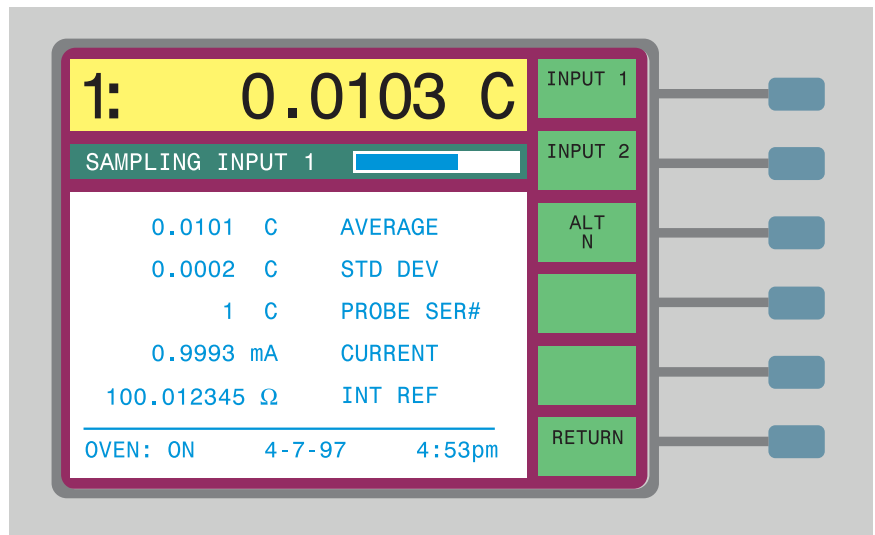 1: 0.0103 C
SAMPLING INPUT 1
0.0101 C AVERAGE
0.0002 C STD DEV
1 C PROBE SER#
0.9993 mA CURRENT
100.012345 Ω INT REF
OVEN: ON 4-7-97 4:53pm
INPUT 1
INPUT 2
ALT
N
RETURN